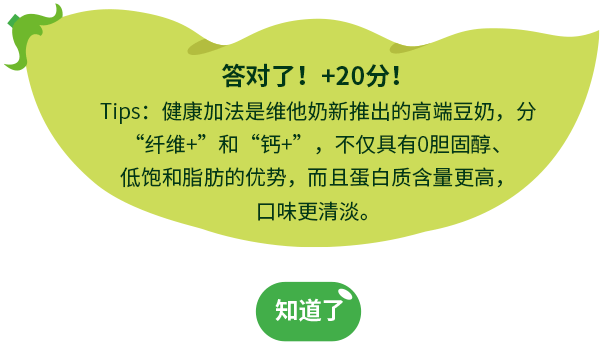 答对了！+20分！
Tips：健康加法是维他奶新推出的高端豆奶，分
“纤维+”和“钙+”，不仅具有0胆固醇、
低饱和脂肪的优势，而且蛋白质含量更高，
口味更清淡。
知道了